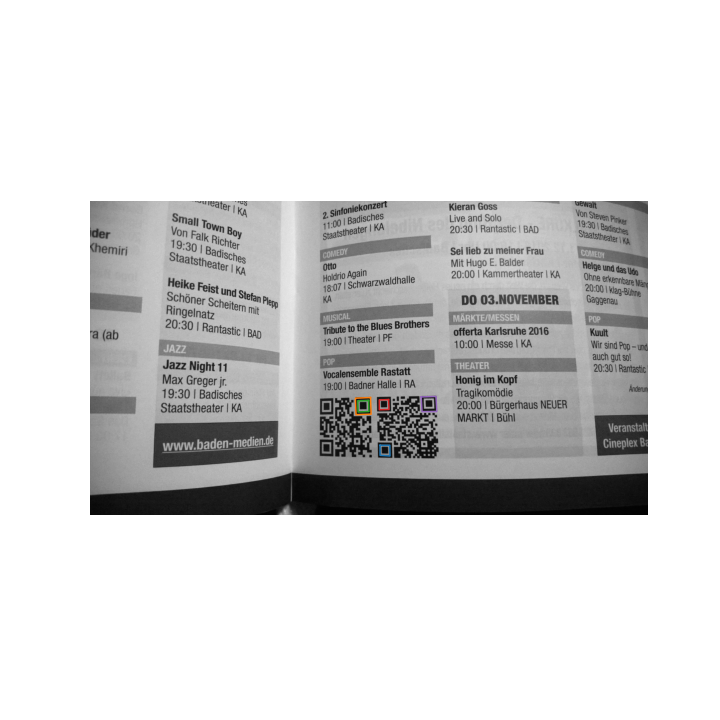 nder
Khemiri
ra (ab
Staatstheater | KA
Small Town Boy
Von Falk Richter
19:30 | Badisches
Staatstheater | KA
Heike Feist und Stefan Plepp
Schöner Scheitern mit
Ringelnatz
20:30 | Rantastic | BAD
JAZZ
Jazz Night 11
Max Greger jr.
19:30 | Badisches
Staatstheater | KA
www.baden-medien.de
2. Sinfoniekonzert
11:00 | Badisches
Staatstheater | KA
COMEDY
Otto
Holdrio Again
18:07 | Schwarzwaldhalle
KA
MUSICAL
Tribute to the Blues Brothers
19:00 | Theater | PF
POP
Vocalensemble Rastatt
19:00 | Badner Halle | RA
Kieran Goss
Live and Solo
20:30 | Rantastic | BAD
Sei lieb zu meiner Frau
Mit Hugo E. Balder
20:00 | Kammertheater | KA
DO 03.NOVEMBER
MÄRKTE/MESSEN
offerta Karlsruhe 2016
10:00 | Messe | KA
THEATER
Honig im Kopf
Tragikomödie
20:00 | Bürgerhaus NEUER
MARKT | Bühl
Gewalt
Von Steven Pinker
19:30 | Badisches
Staatstheater | KA
COMEDY
Helge und das Udo
Ohne erkennbare Mäng
20:00 | Klag-Bühne
Gaggenau
POP
Kuult
Wir sind Pop – und
auch gut so!
20:30 | Rantastic
Änderun
Veranstalt
Cineplex Ba